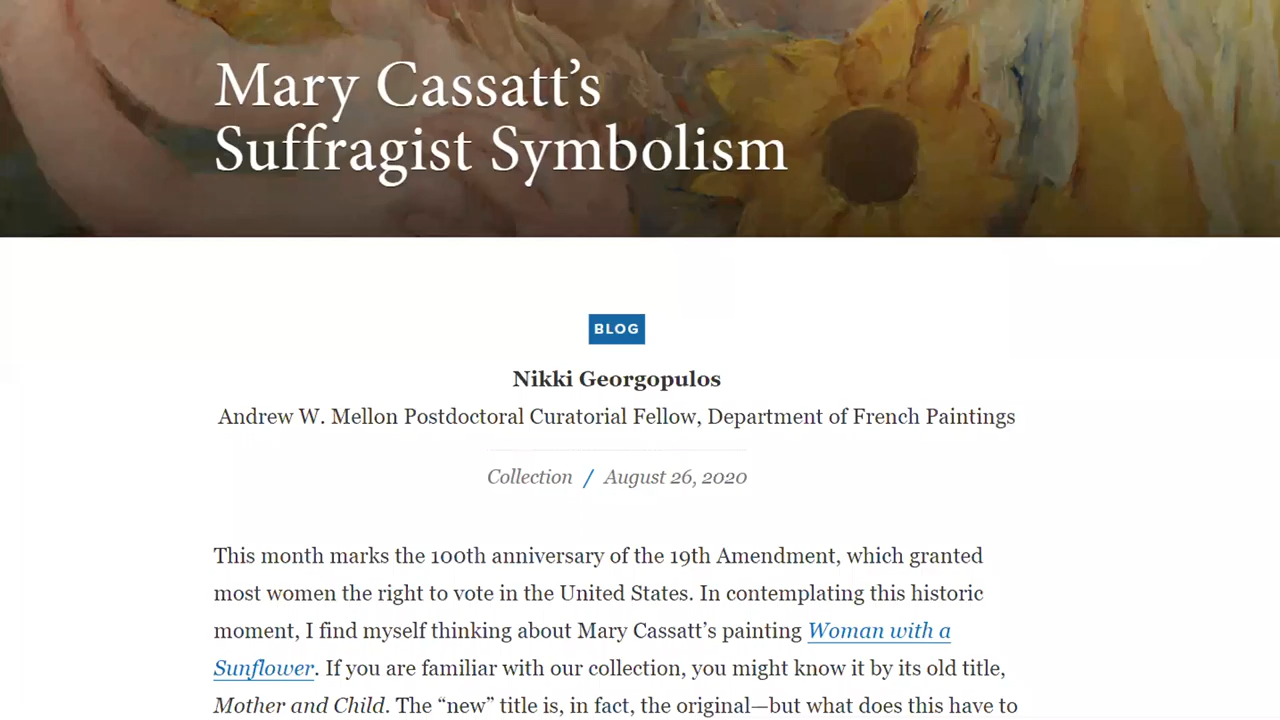 Mary Cassatt’s
Suffragist Symbolism
BLOG
Nikki Georgopulos
Andrew W. Mellon Postdoctoral Curatorial Fellow, Department of French Paintings
Collection / August 26, 2020
This month marks the 100th anniversary of the 19th Amendment, which granted
most women the right to vote in the United States. In contemplating this historic
moment, I find myself thinking about Mary Cassatt’s painting Woman with a
Sunflower. If you are familiar with our collection, you might know it by its old title,
Mother and Child. The “new” title is, in fact, the original—but what does this have to